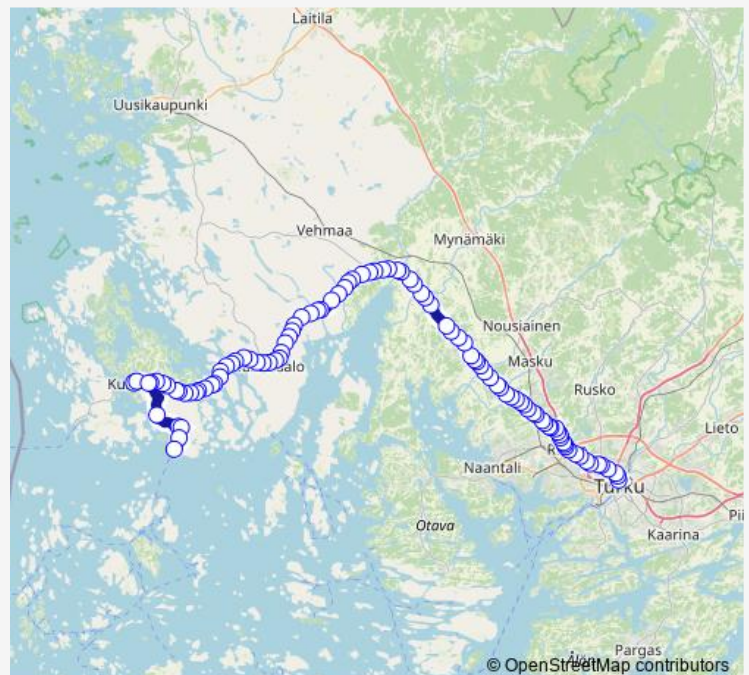 Laitila
Uusikaupunki
Vehmaa
Mynämäki
Nousiainen
Masku
Rusko
Lieto
Naantali
Turku
Kaarina
Otava
Pargas
© OpenStreetMap contributors